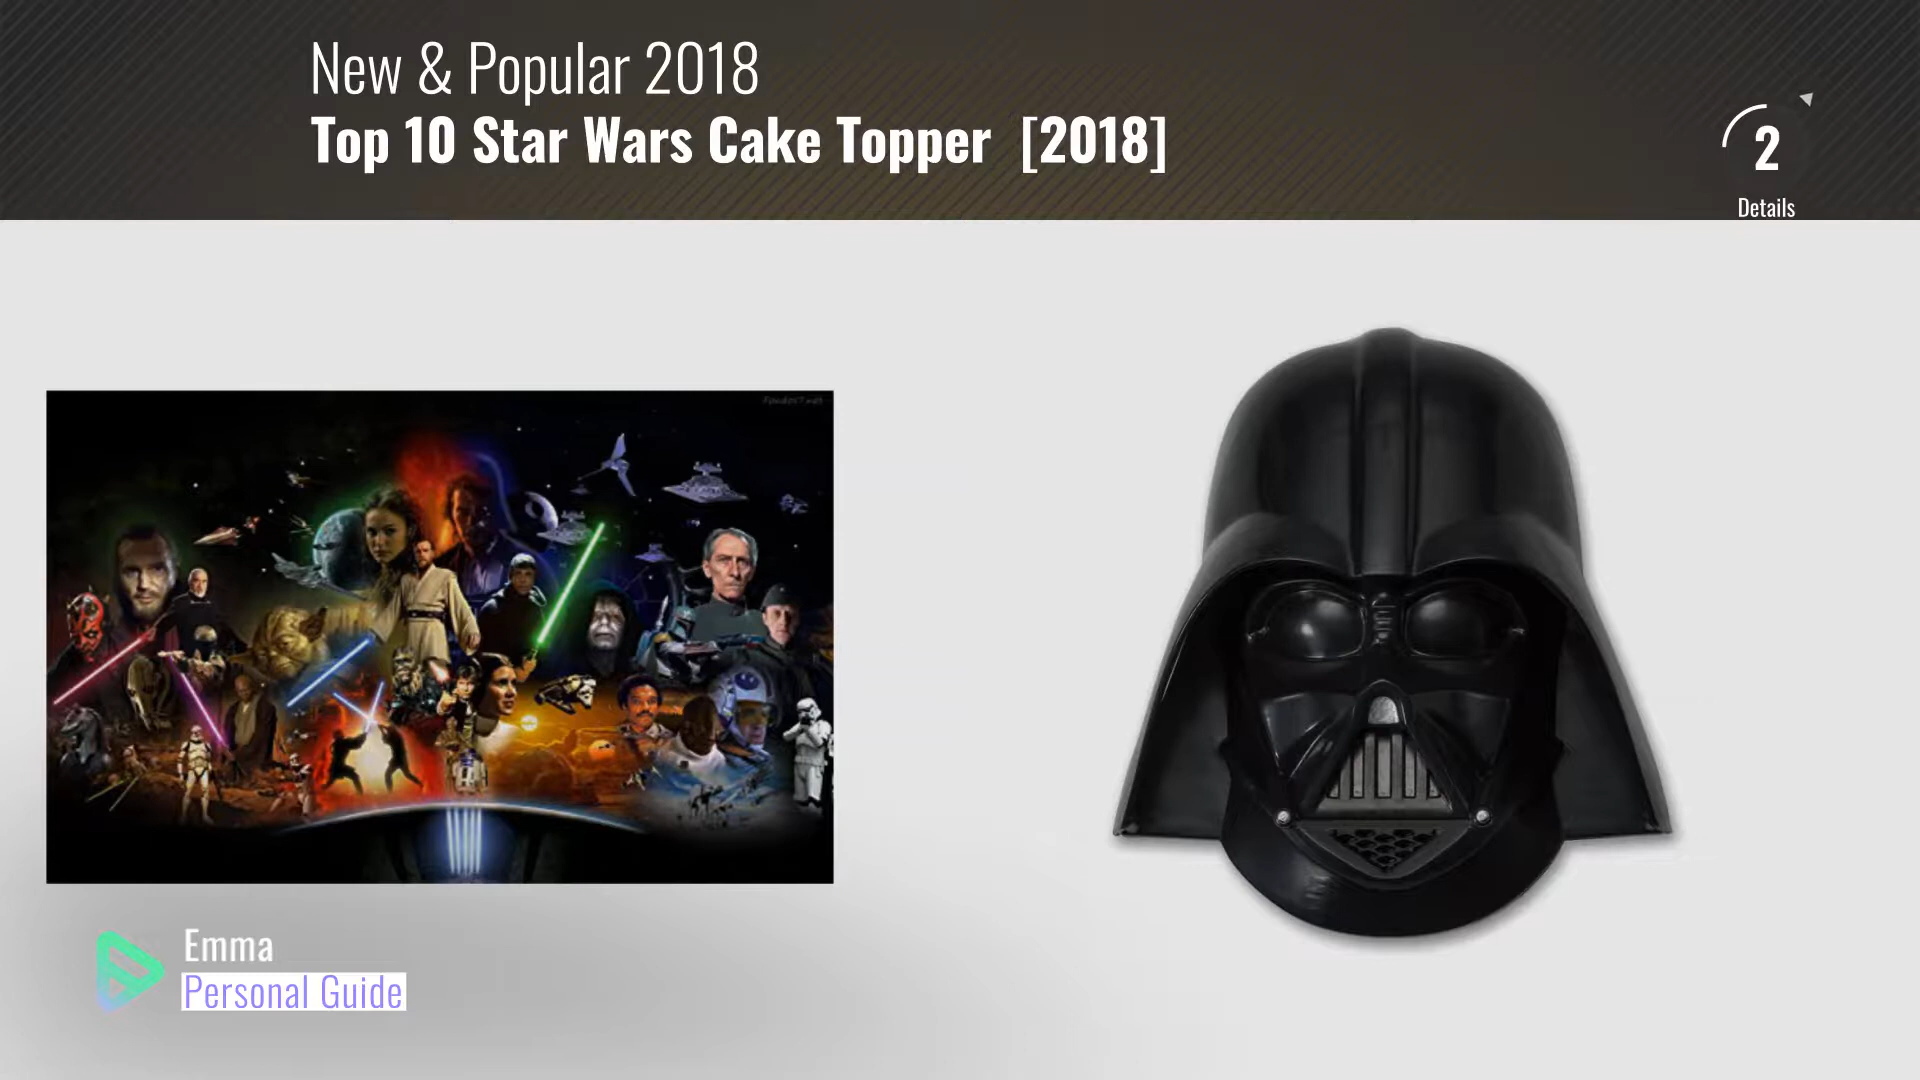 New & Popular 2018
Top 10 Star Wars Cake Topper [2018]
2
Details
Emma
Personal Guide